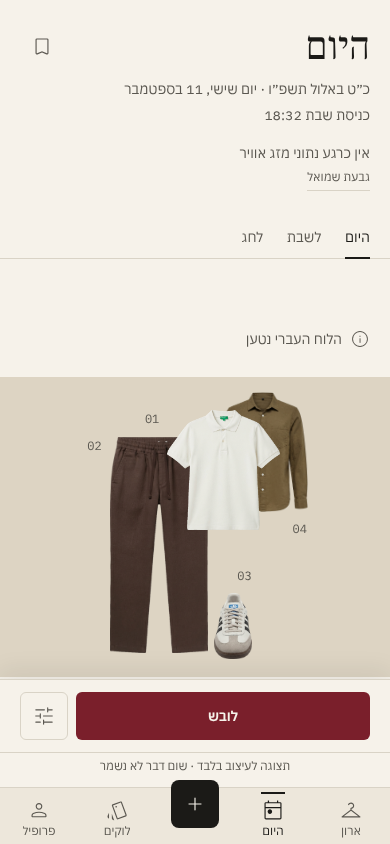 היום
כ״ט באלול תשפ״ו · יום שישי, 11 בספטמבר
כניסת שבת 18:32
אין כרגע נתוני מזג אוויר
גבעת שמואל
היום לשבת לחג
הלוח העברי נטען
01
02
04
03
לובש
תצוגה לעיצוב בלבד · שום דבר לא נשמר
ארון היום לוקים פרופיל